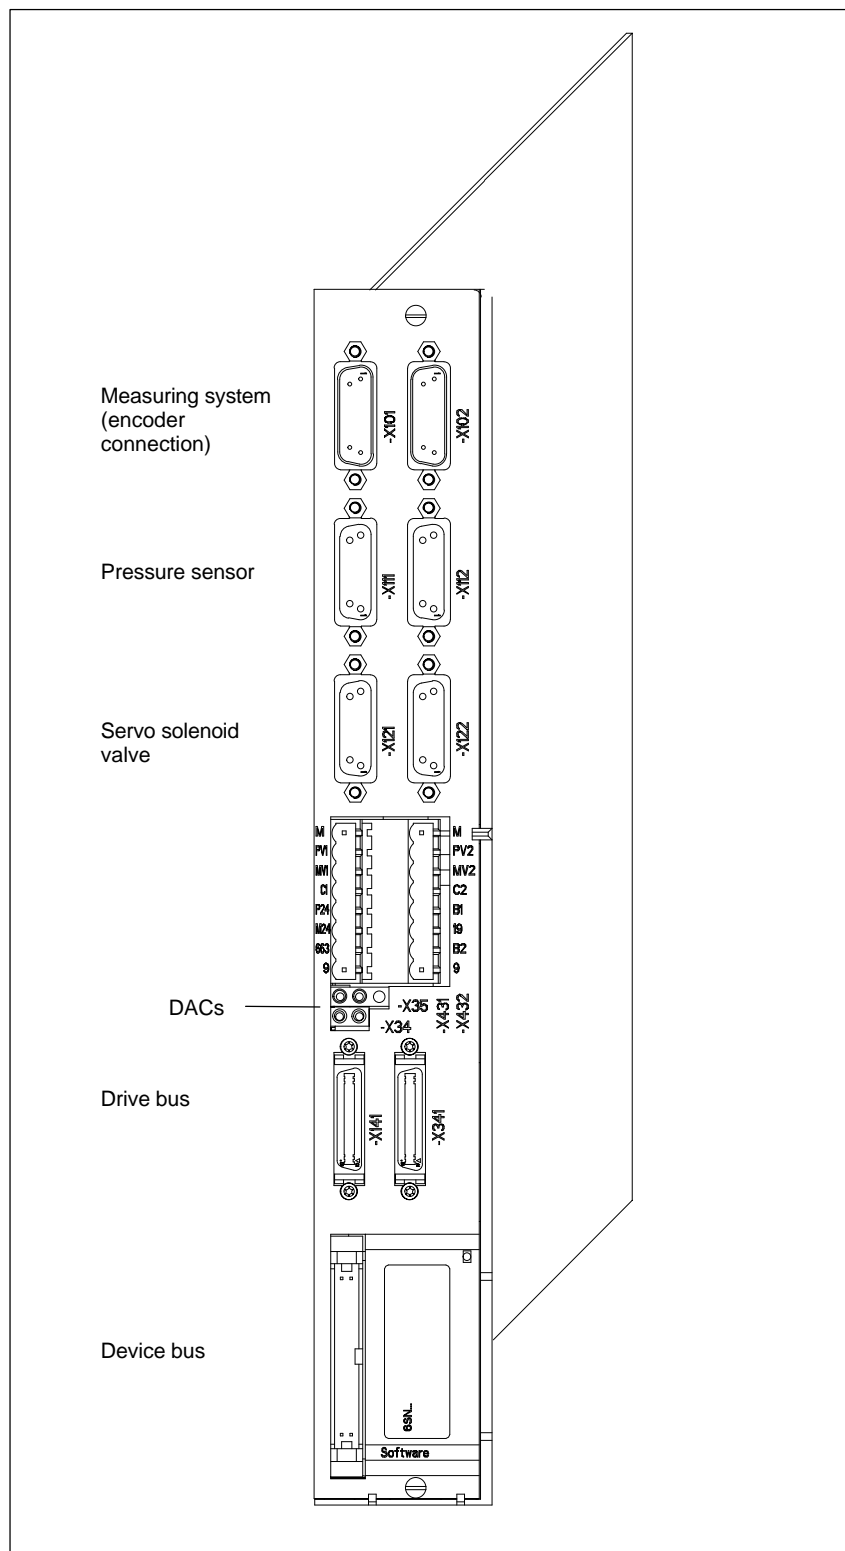 Measuring system
(encoder
connection)
-X101
-X102
Pressure sensor
-X111
-X112
Servo solenoid
valve
-X121
-X122
M
PV1
MV1
C1
P24
M24
663
9
M
PV2
MV2
C2
B1
19
B2
9
DACs
-X35
-X34
-X431
-X432
Drive bus
-X141
-X341
Device bus
6SN_
Software